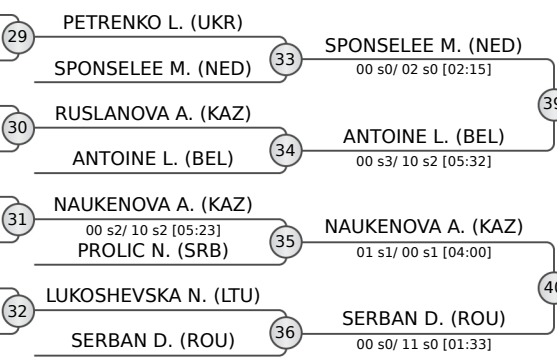 PETRENKO L. (UKR)
29
SPONSELEE M. (NED)
33
SPONSELEE M. (NED)
00 s0/ 02 s0 [02:15]
39
RUSLANOVA A. (KAZ)
30
ANTOINE L. (BEL)
34
ANTOINE L. (BEL)
00 s3/ 10 s2 [05:32]
NAUKENOVA A. (KAZ)
31
00 s2/ 10 s2 [05:23]
PROLIC N. (SRB)
35
NAUKENOVA A. (KAZ)
01 s1/ 00 s1 [04:00]
40
LUKOSHEVSKA N. (LTU)
32
SERBAN D. (ROU)
36
SERBAN D. (ROU)
00 s0/ 11 s0 [01:33]